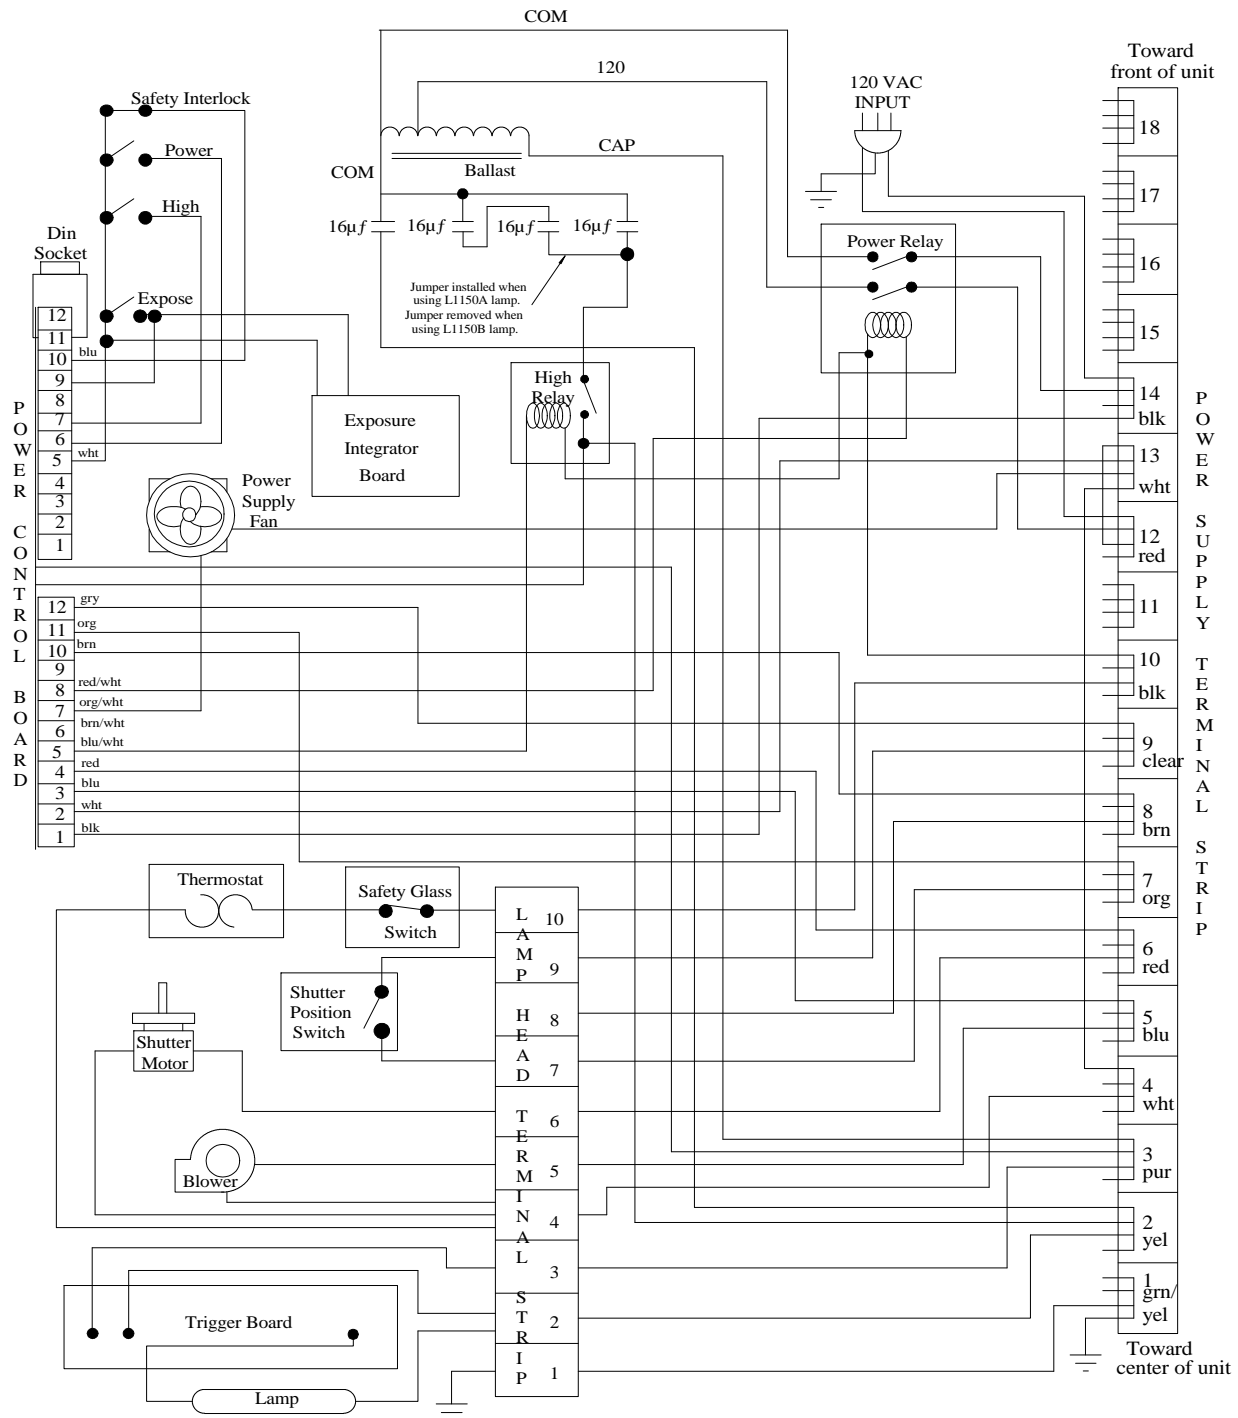 COM
120
Toward
front of unit
120 VAC
INPUT
Safety Interlock
Power
High
CAP
COM
Ballast
16µf
16µf
16µf
16µf
Power Relay
Din
Socket
Expose
Jumper installed when
using L1150A lamp.
Jumper removed when
using L1150B lamp.
High
Relay
Exposure
Integrator
Board
Power
Supply
Fan
POWER CONTROL BOARD
12
11
10 blu
9
8
7
6
5 wht
4
3
2
1
12 gry
11 org
10 brn
9
8 red/wht
7 org/wht
6 brn/wht
5 blu/wht
4 red
3 blu
2 wht
1 blk
POWER SUPPLY TERMINAL STRIP
18
17
16
15
14
blk
13
wht
12
red
11
10
blk
9
clear
8
brn
7
org
6
red
5
blu
4
wht
3
pur
2
yel
1
grn/
yel
Toward
center of unit
Thermostat
Safety Glass
Switch
Shutter
Position
Switch
Shutter
Motor
Blower
Trigger Board
Lamp
LAMP HEAD TERMINAL STRIP
10
9
8
7
6
5
4
3
2
1